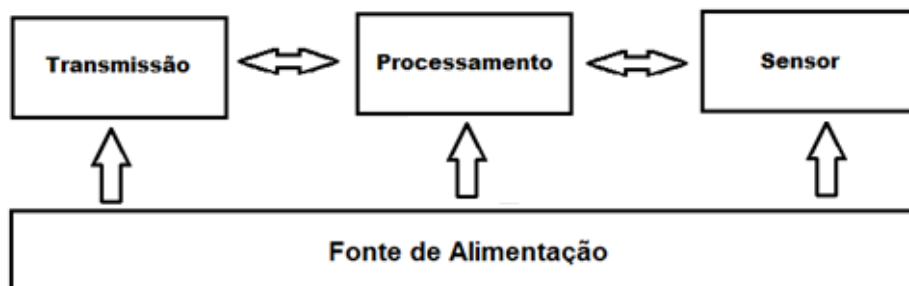 Transmissão
Processamento
Sensor
Fonte de Alimentação